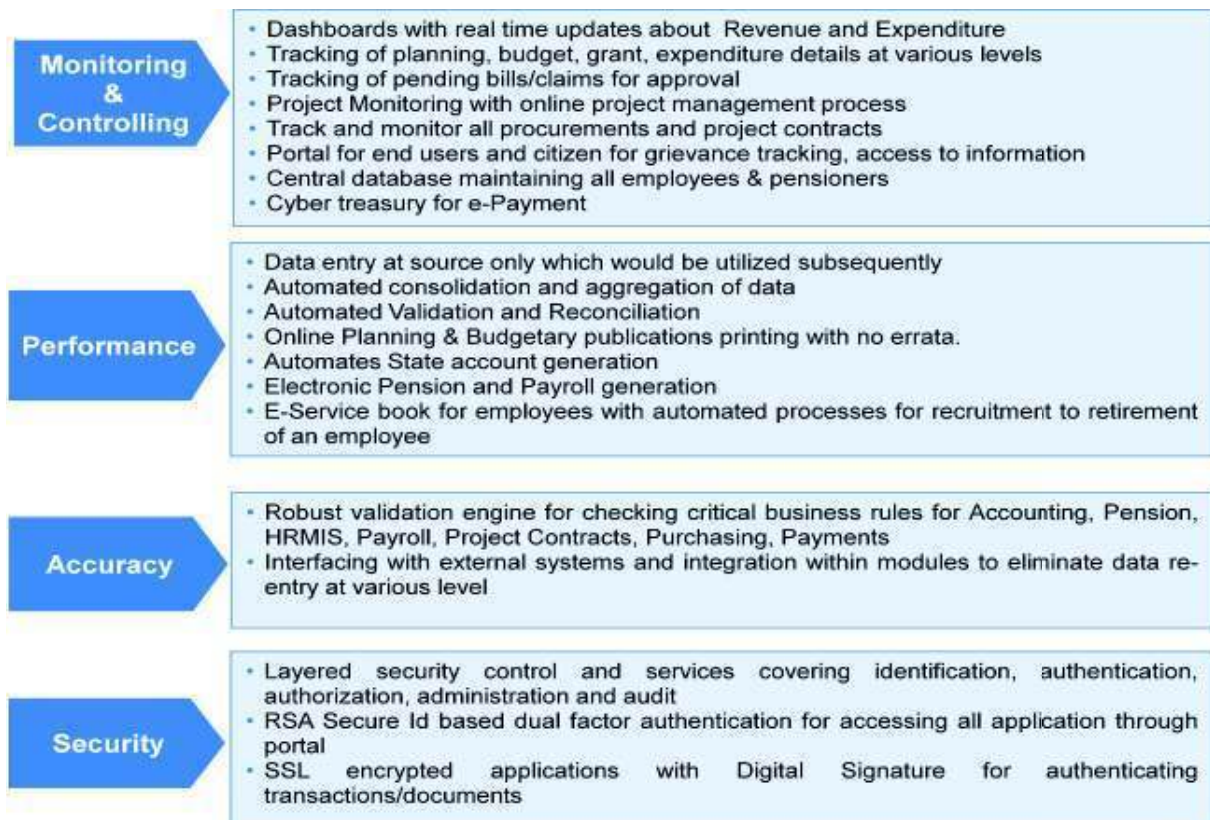 Monitoring
&
Controlling
• Dashboards with real time updates about Revenue and Expenditure
• Tracking of planning, budget, grant, expenditure details at various levels
• Tracking of pending bills/claims for approval
• Project Monitoring with online project management process
• Track and monitor all procurements and project contracts
• Portal for end users and citizen for grievance tracking, access to information
• Central database maintaining all employees & pensioners
• Cyber treasury for e-Payment
Performance
• Data entry at source only which would be utilized subsequently
• Automated consolidation and aggregation of data
• Automated Validation and Reconciliation
• Online Planning & Budgetary publications printing with no errata.
• Automates State account generation
• Electronic Pension and Payroll generation
• E-Service book for employees with automated processes for recruitment to retirement
of an employee
Accuracy
• Robust validation engine for checking critical business rules for Accounting, Pension,
HRMIS, Payroll, Project Contracts, Purchasing, Payments
• Interfacing with external systems and integration within modules to eliminate data re-
entry at various level
Security
• Layered security control and services covering identification, authentication,
authorization, administration and audit
• RSA Secure Id based dual factor authentication for accessing all application through
portal
• SSL encrypted applications with Digital Signature for authenticating
transactions/documents